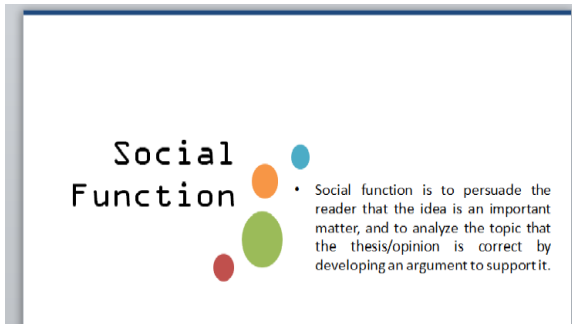 Social
Function
• Social function is to persuade the
reader that the idea is an important
matter, and to analyze the topic that
the thesis/opinion is correct by
developing an argument to support it.